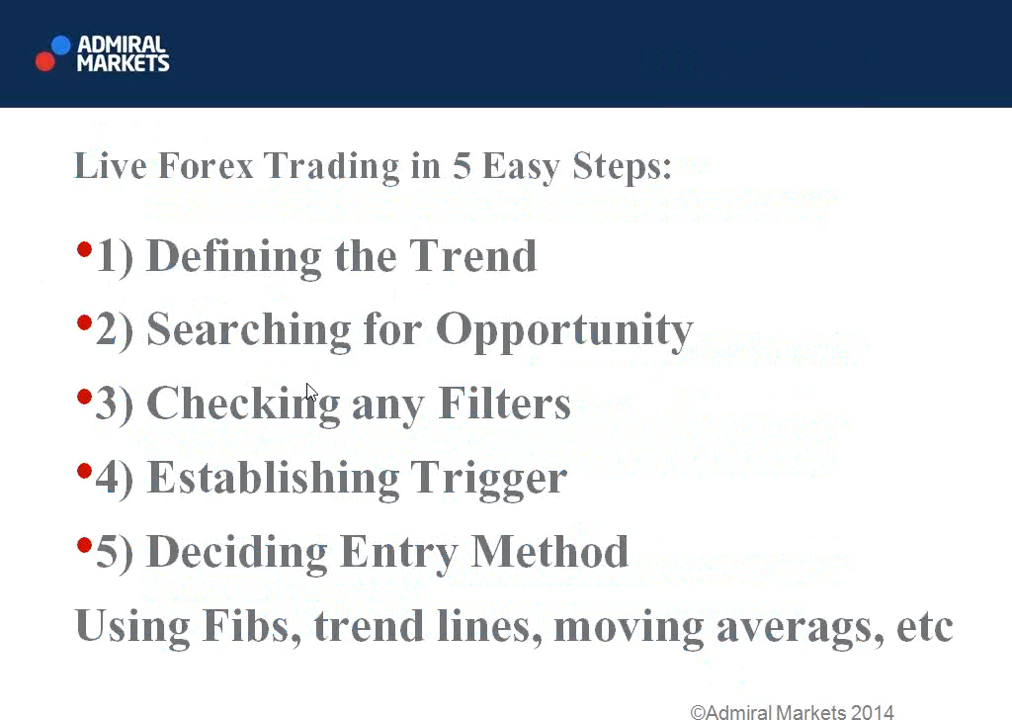 ADMIRAL
MARKETS
Live Forex Trading in 5 Easy Steps:
•1) Defining the Trend
•2) Searching for Opportunity
•3) Checking any Filters
•4) Establishing Trigger
•5) Deciding Entry Method
Using Fibs, trend lines, moving averags, etc
©Admiral Markets 2014